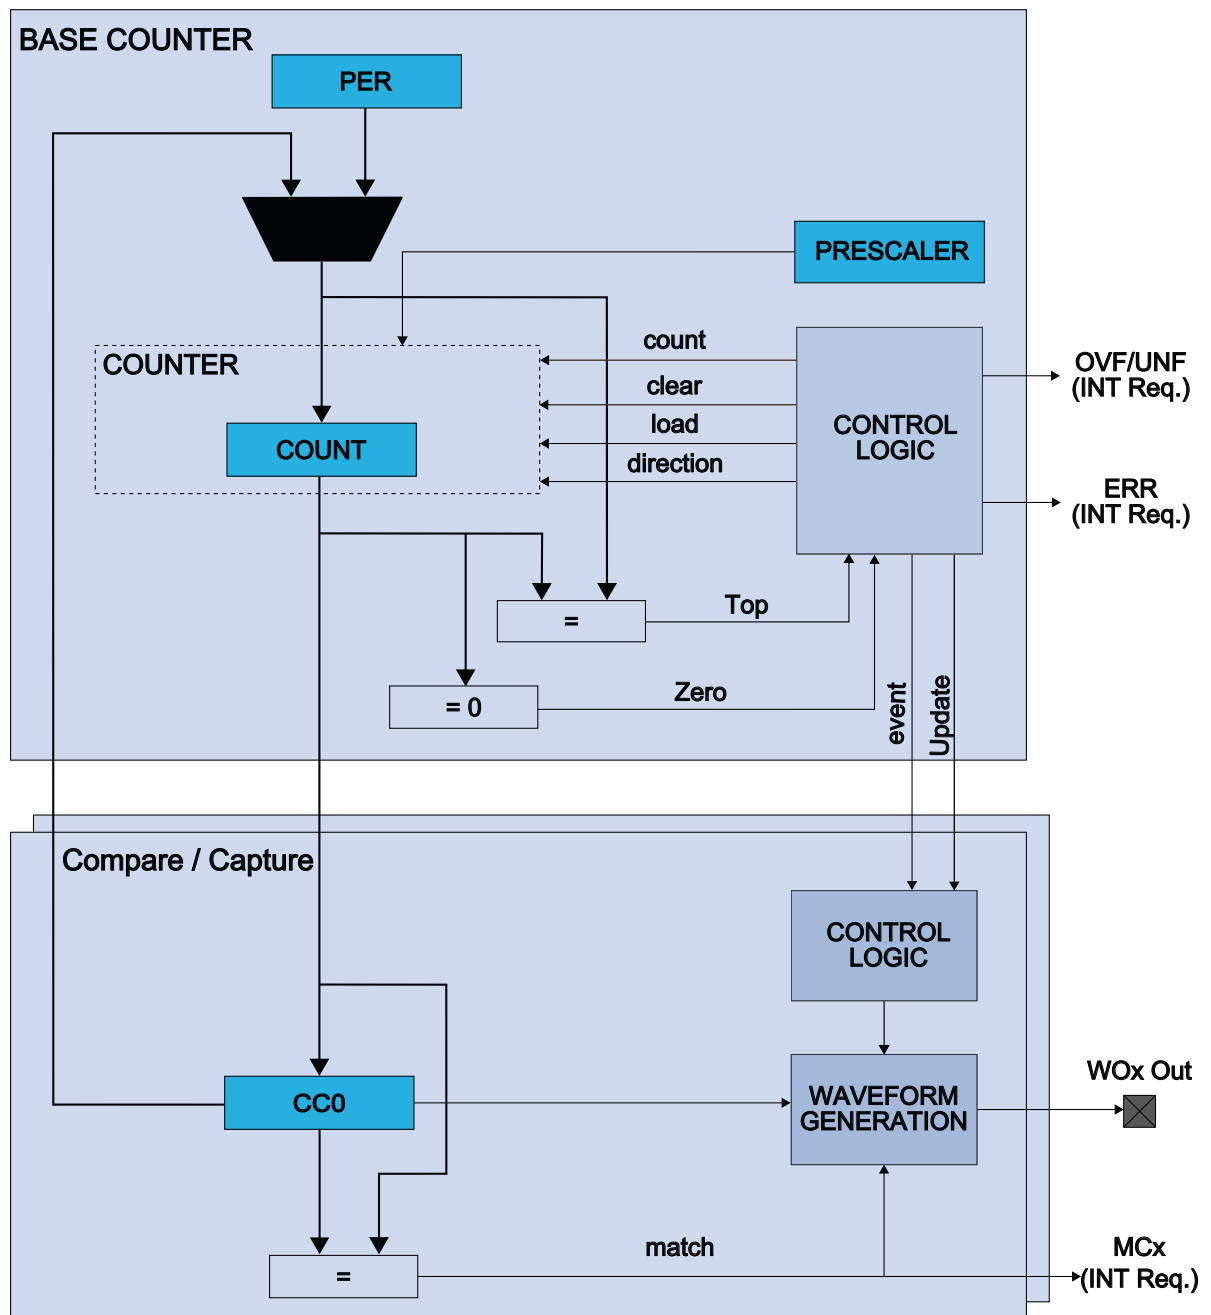 BASE COUNTER
PER
PRESCALER
COUNTER
count
clear
load
direction
COUNT
CONTROL
LOGIC
OVF/UNF
(INT Req.)
ERR
(INT Req.)
=
Top
= 0
Zero
event
Update
Compare / Capture
CONTROL
LOGIC
CC0
WAVEFORM
GENERATION
WOx Out
=
match
MCx
(INT Req.)